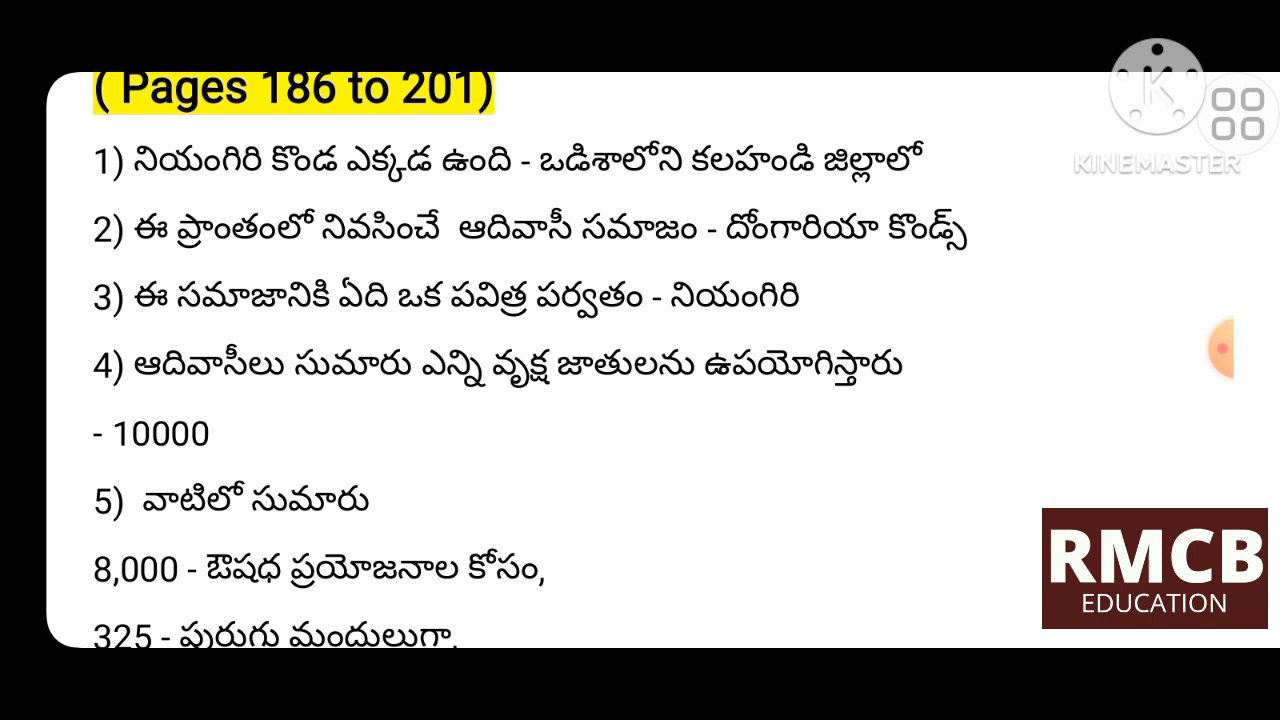 ( Pages 186 to 201)
1) నియంగిరి కొండ ఎక్కడ ఉంది - ఒడిశాలోని కలహండి జిల్లాలో
2) ఈ ప్రాంతంలో నివసించే ఆదివాసీ సమాజం - దోంగారియా కొండ్స్
3) ఈ సమాజానికి ఏది ఒక పవిత్ర పర్వతం - నియంగిరి
4) ఆదివాసీలు సుమారు ఎన్ని వృక్ష జాతులను ఉపయోగిస్తారు
- 10000
5) వాటిలో సుమారు
8,000 - ఔషధ ప్రయోజనాల కోసం,
325 - పురుగు మందులుగా,
K
KINEMASTER
RMCB
EDUCATION